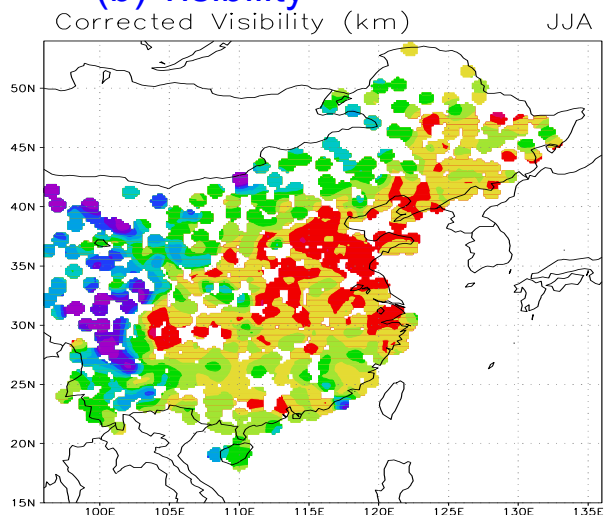 (b) Visibility
Corrected Visibility (km) JJA
50N
45N
40N
35N
30N
25N
20N
15N
100E 105E 110E 115E 120E 125E 130E 135E